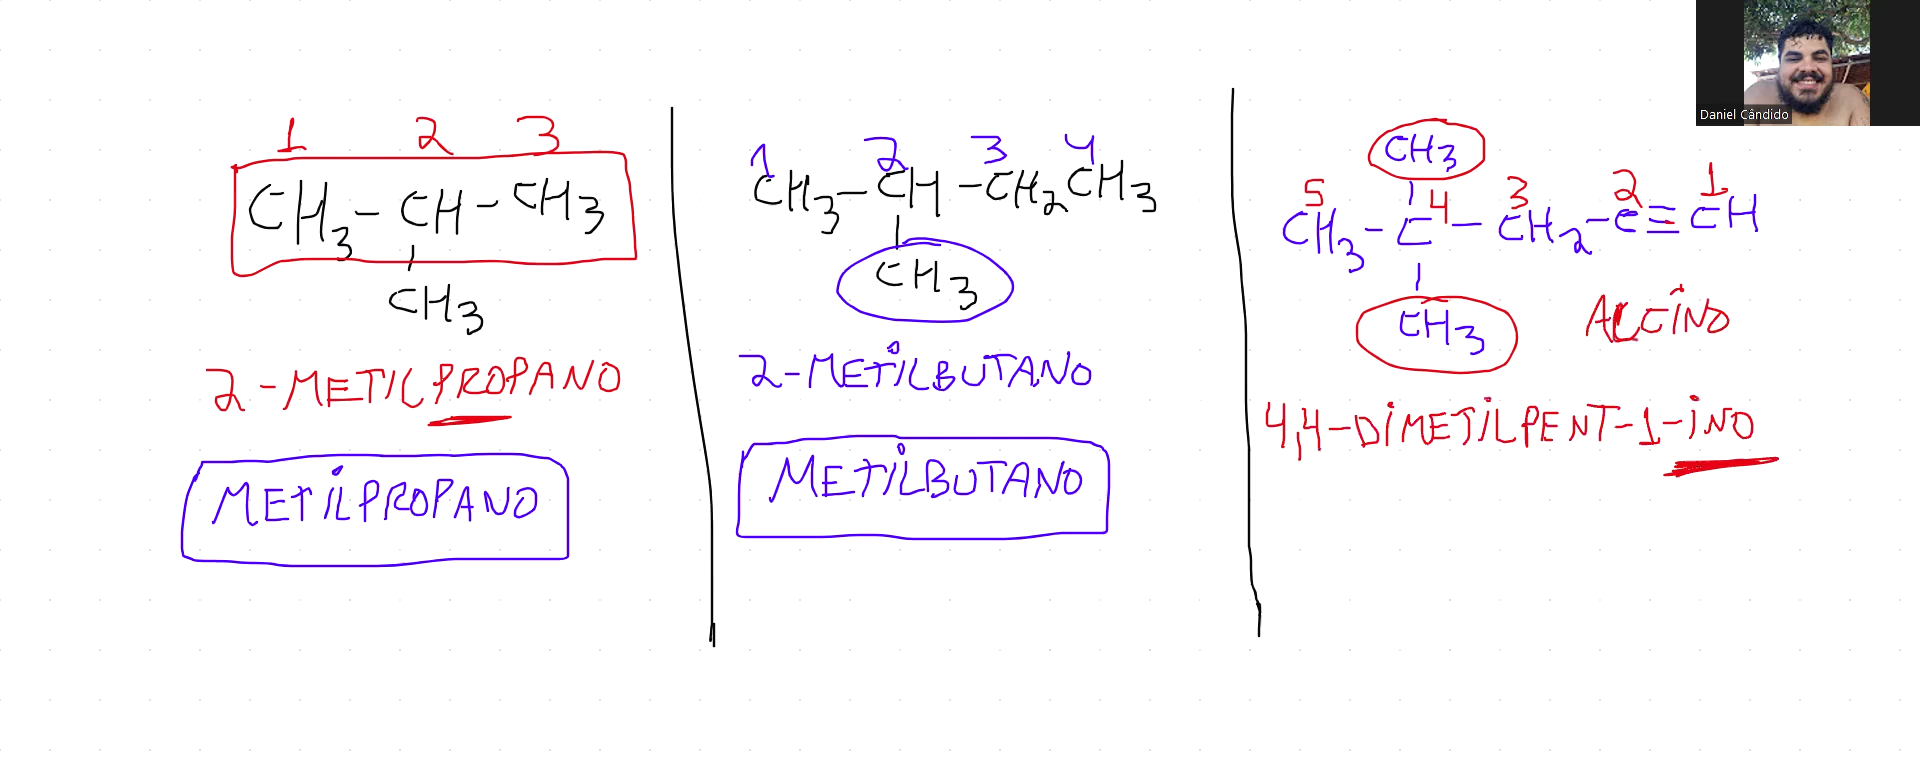 Daniel Cândido
1 2 3
CH3 - CH - CH3
CH3
2-METILPROPANO
METILPROPANO
1 2 3 4
CH3 - CH - CH2 CH3
CH3
2-METILBUTANO
METILBUTANO
CH3
5 4 3 2 1
CH3 - C - CH2 - C ≡ CH
CH3
ALCINO
4,4-DIMETILPENT-1-INO